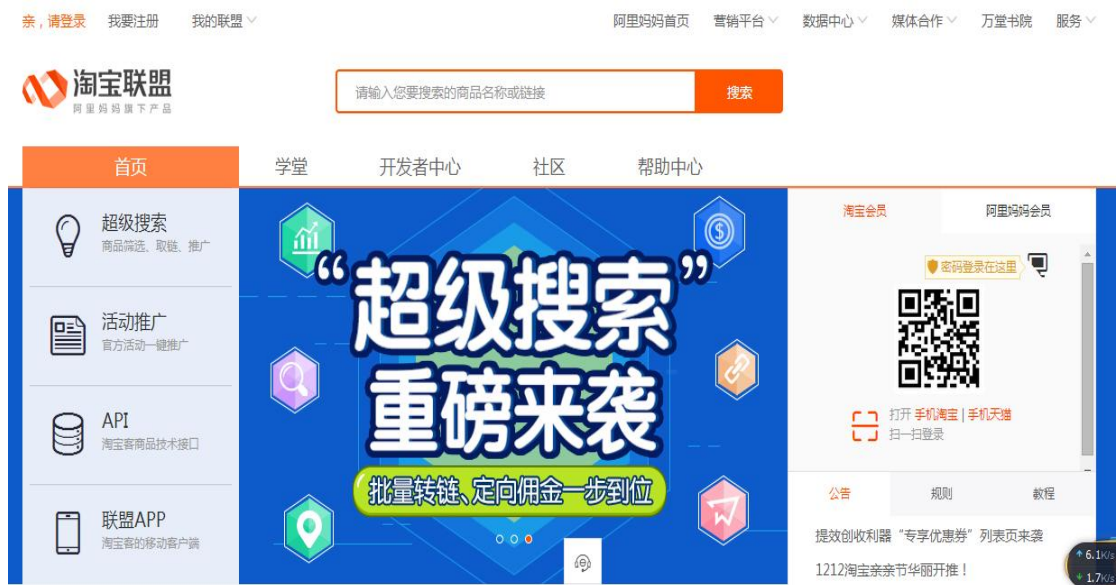 亲，请登录 我要注册 我的联盟 阿里妈妈首页 营销平台 数据中心 媒体合作 万堂书院 服务
淘宝联盟
阿里妈妈旗下产品
请输入您要搜索的商品名称或链接 搜索
首页 学堂 开发者中心 社区 帮助中心
超级搜索
商品筛选、取链、推广
活动推广
官方活动一键推广
API
淘宝客商品技术接口
联盟APP
淘宝客的移动客户端
“超级搜索”
重磅来袭
批量转链、定向佣金一步到位
淘宝会员 阿里妈妈会员
密码登录在这里
打开 手机淘宝 | 手机天猫
扫一扫登录
公告 规则 教程
提效创收利器“专享优惠券”列表页来袭
1212淘宝亲亲节华丽开推！
6.1K/s
1.7K/s